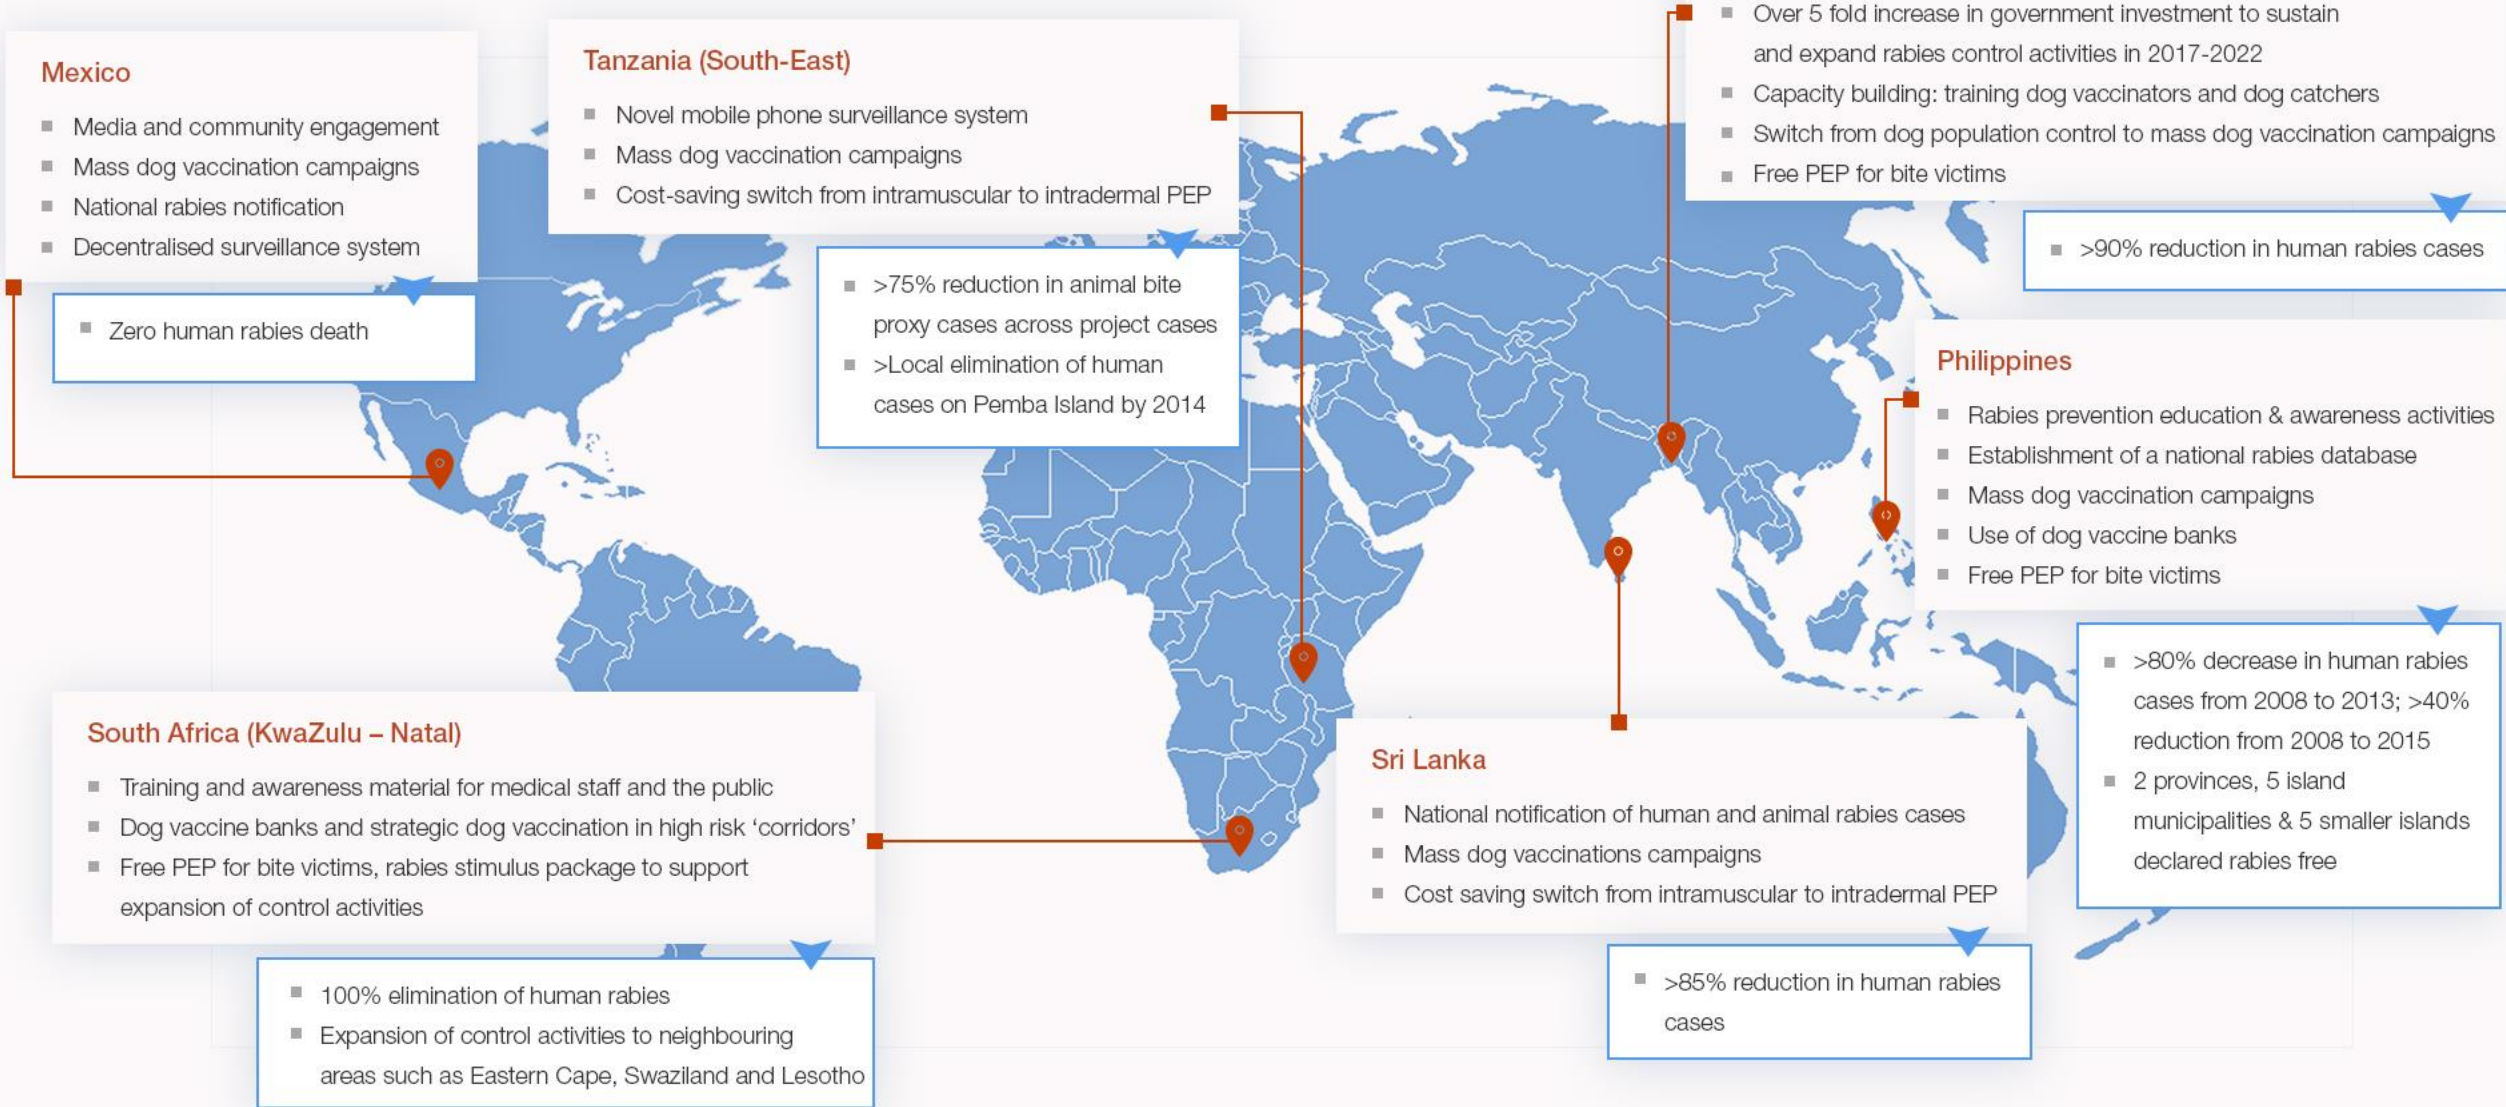 Mexico
Media and community engagement
Mass dog vaccination campaigns
National rabies notification
Decentralised surveillance system
Zero human rabies death
Tanzania (South-East)
Novel mobile phone surveillance system
Mass dog vaccination campaigns
Cost-saving switch from intramuscular to intradermal PEP
>75% reduction in animal bite
proxy cases across project cases
>Local elimination of human
cases on Pemba Island by 2014
Over 5 fold increase in government investment to sustain
and expand rabies control activities in 2017-2022
Capacity building: training dog vaccinators and dog catchers
Switch from dog population control to mass dog vaccination campaigns
Free PEP for bite victims
>90% reduction in human rabies cases
Philippines
Rabies prevention education & awareness activities
Establishment of a national rabies database
Mass dog vaccination campaigns
Use of dog vaccine banks
Free PEP for bite victims
>80% decrease in human rabies
cases from 2008 to 2013; >40%
reduction from 2008 to 2015
2 provinces, 5 island
municipalities & 5 smaller islands
declared rabies free
South Africa (KwaZulu – Natal)
Training and awareness material for medical staff and the public
Dog vaccine banks and strategic dog vaccination in high risk ‘corridors’
Free PEP for bite victims, rabies stimulus package to support
expansion of control activities
100% elimination of human rabies
Expansion of control activities to neighbouring
areas such as Eastern Cape, Swaziland and Lesotho
Sri Lanka
National notification of human and animal rabies cases
Mass dog vaccinations campaigns
Cost saving switch from intramuscular to intradermal PEP
>85% reduction in human rabies
cases